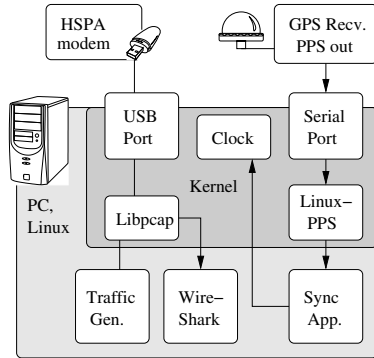 HSPA
modem
GPS Recv.
PPS out
USB
Port
Clock
Serial
Port
Kernel
PC,
Linux
Libpcap
Linux−
PPS
Traffic
Gen.
Wire−
Shark
Sync
App.